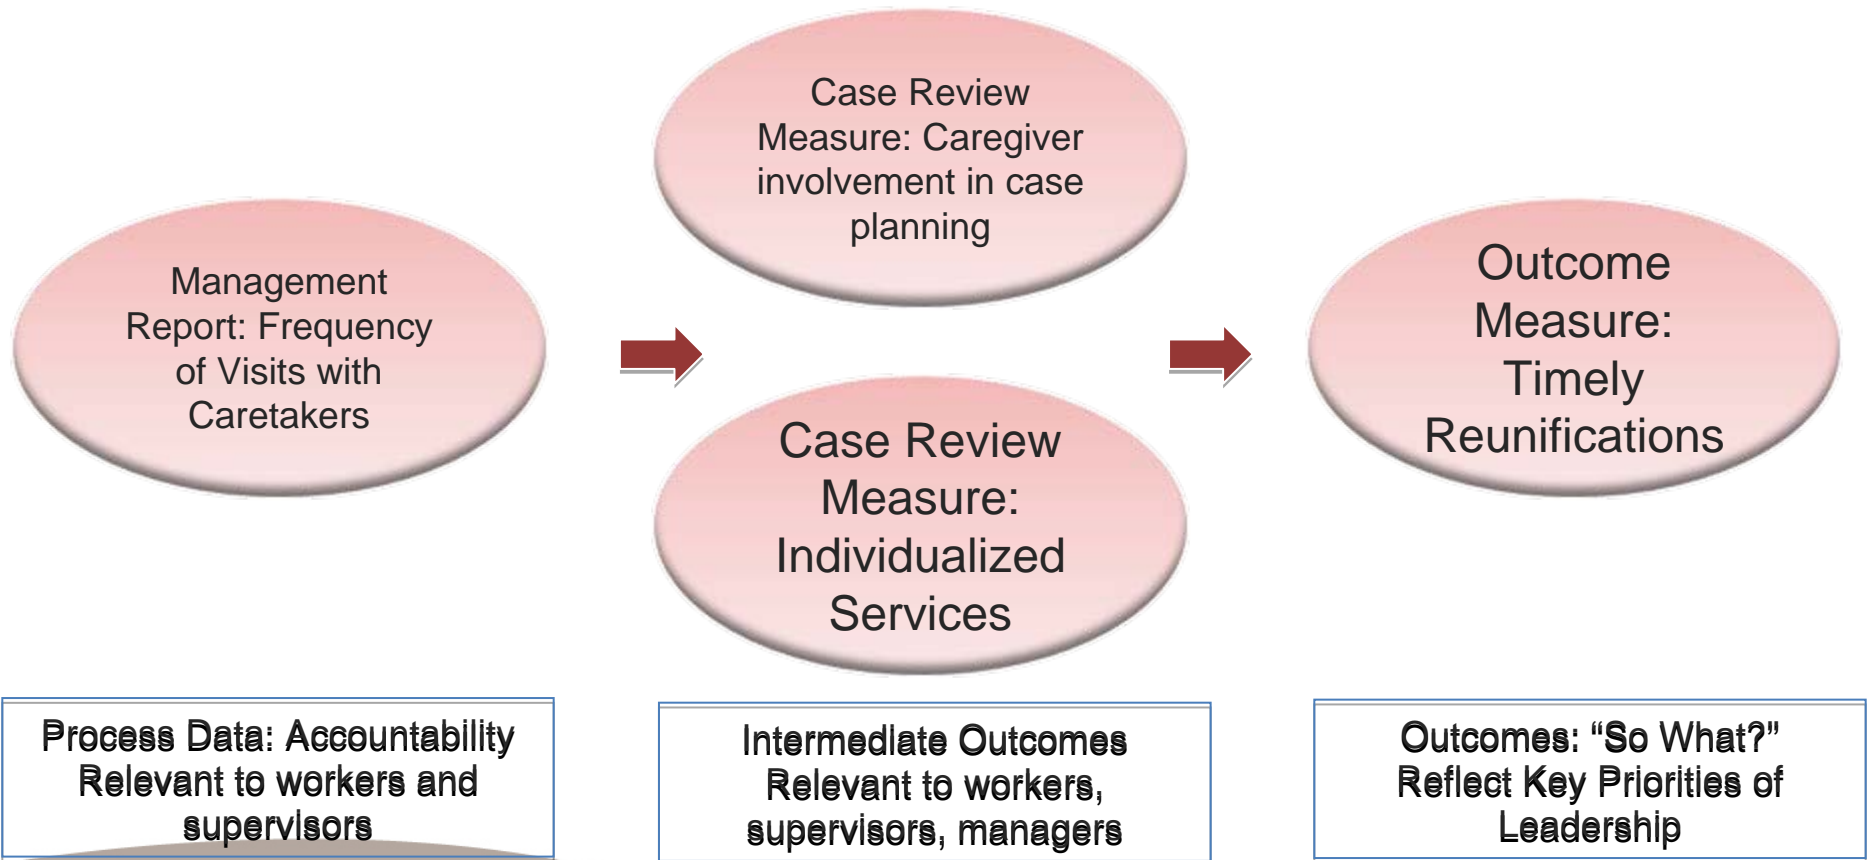 Case Review
Measure: Caregiver
involvement in case
planning
Management
Report: Frequency
of Visits with
Caretakers
Case Review
Measure:
Individualized
Services
Outcome
Measure:
Timely
Reunifications
Process Data: Accountability
Relevant to workers and
supervisors
Intermediate Outcomes
Relevant to workers,
supervisors, managers
Outcomes: “So What?”
Reflect Key Priorities of
Leadership